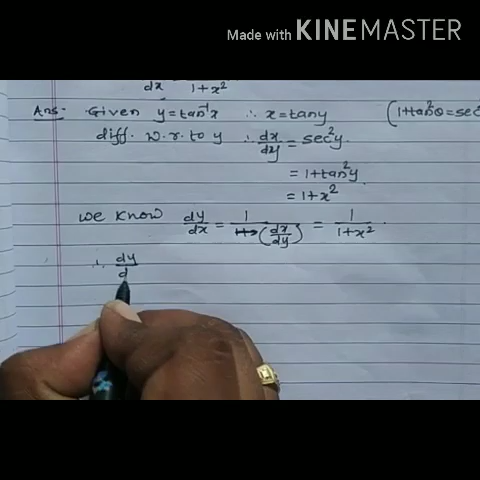 Made with KINEMASTER
dx 1+x²
Ans:- Given y=tan⁻¹x ∴ x=tany (1+tan²θ=sec
diff. w.r.to y ∴ dx/dy = sec²y.
= 1+tan²y
= 1+x²
we know dy/dx = 1/(dx/dy) = 1/1+x².
∴ dy/d